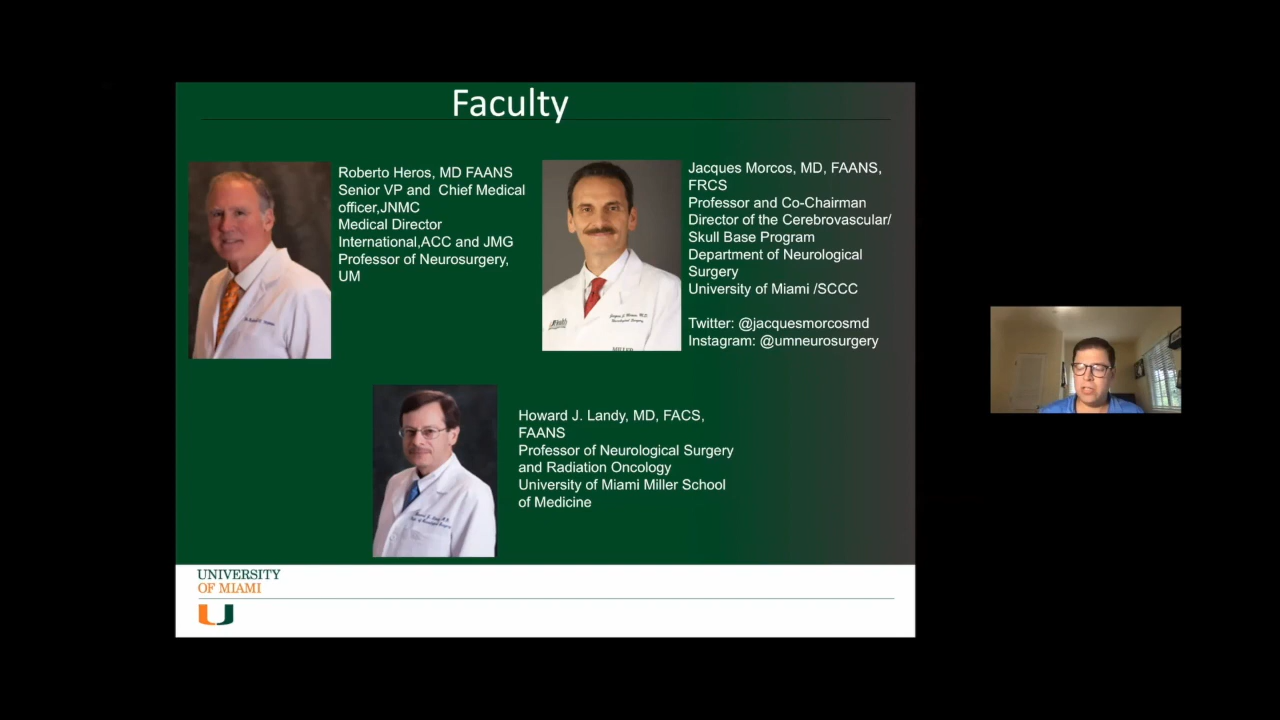 Faculty
Roberto Heros, MD FAANS
Senior VP and Chief Medical
officer,JNMC
Medical Director
International,ACC and JMG
Professor of Neurosurgery,
UM
Jacques Morcos, MD, FAANS,
FRCS
Professor and Co-Chairman
Director of the Cerebrovascular/
Skull Base Program
Department of Neurological
Surgery
University of Miami /SCCC
Twitter: @jacquesmorcosmd
Instagram: @umneurosurgery
MILLER
Howard J. Landy, MD, FACS,
FAANS
Professor of Neurological Surgery
and Radiation Oncology
University of Miami Miller School
of Medicine
UNIVERSITY
OF MIAMI